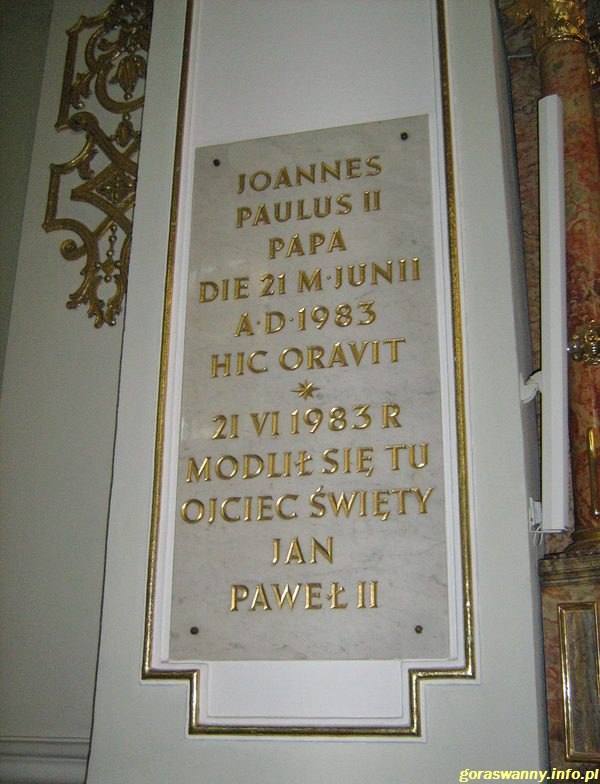 JOANNES
PAULUS II
PAPA
DIE 21 M·JUNII
A·D·1983
HIC ORAVIT
21 VI 1983 R
MODLIŁ SIĘ TU
OJCIEC ŚWIĘTY
JAN
PAWEŁ II
goraswanny.info.pl